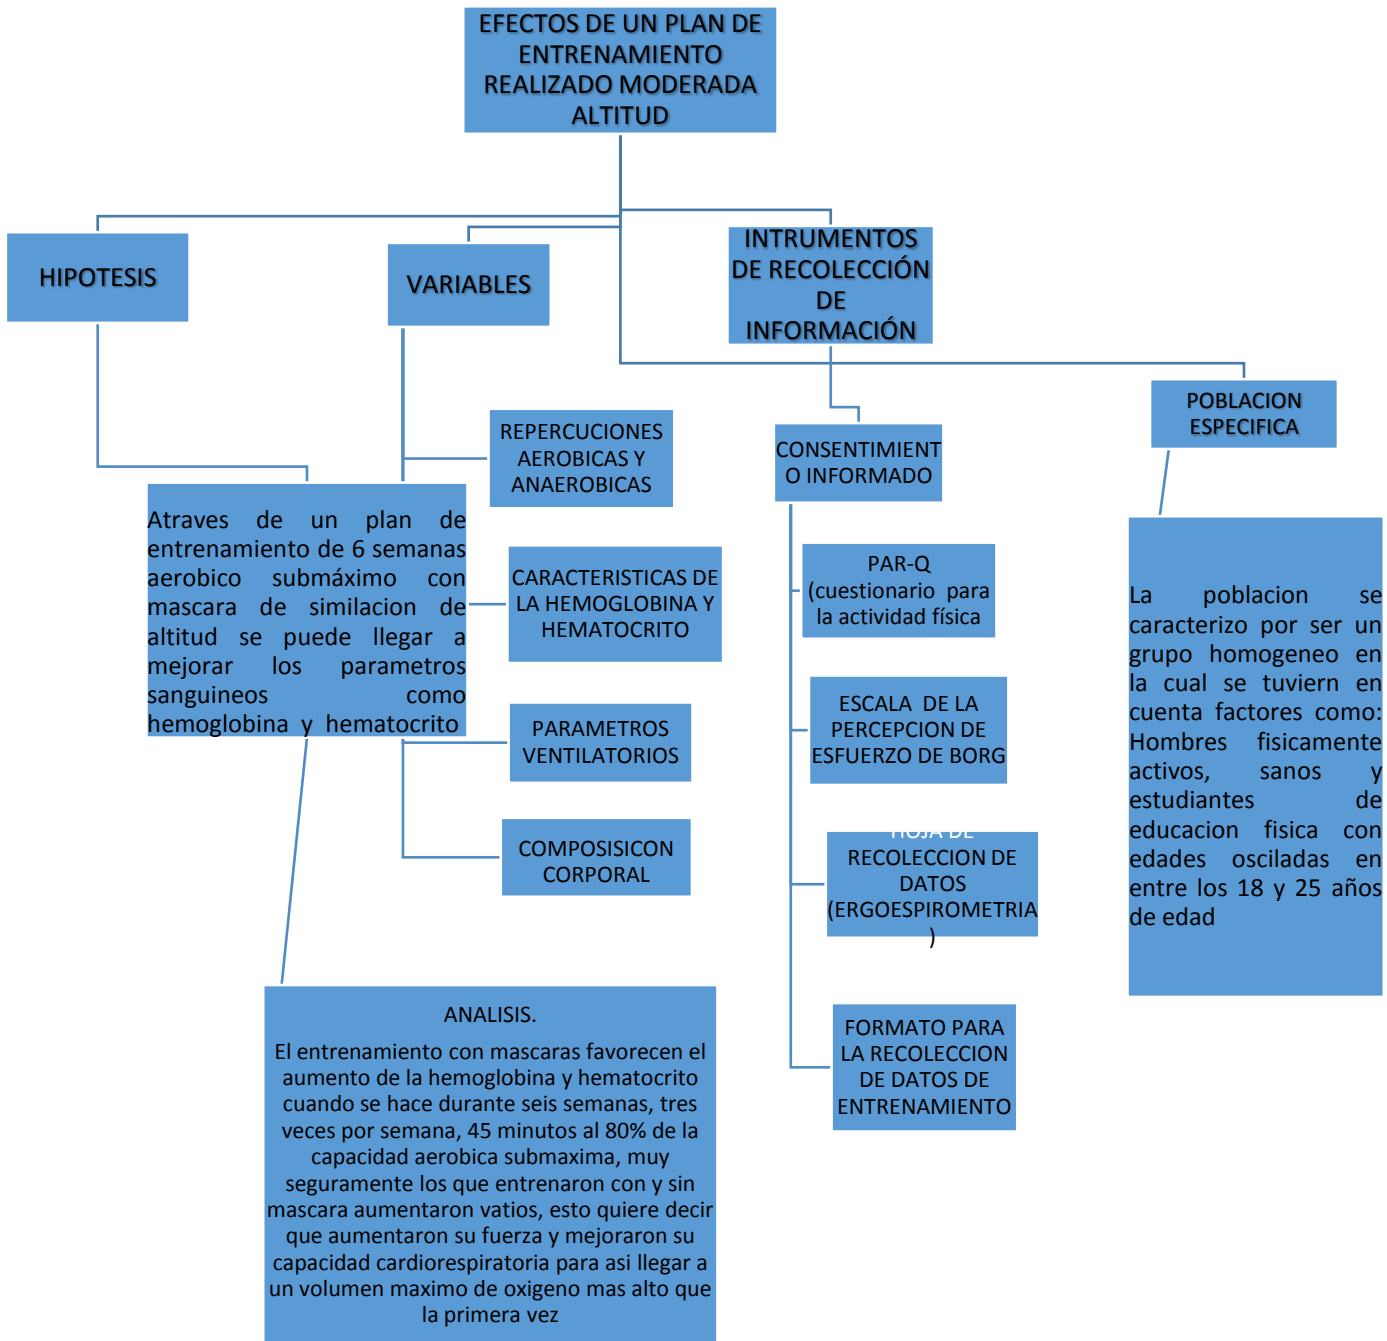 EFECTOS DE UN PLAN DE
ENTRENAMIENTO
REALIZADO MODERADA
ALTITUD
HIPOTESIS
VARIABLES
INTRUMENTOS
DE RECOLECCIÓN
DE
INFORMACIÓN
POBLACION
ESPECIFICA
Atraves de un plan de
entrenamiento de 6 semanas
aerobico submáximo con
mascara de similacion de
altitud se puede llegar a
mejorar los parametros
sanguineos como
hemoglobina y hematocrito
REPERCUCIONES
AEROBICAS Y
ANAEROBICAS
CARACTERISTICAS DE
LA HEMOGLOBINA Y
HEMATOCRITO
PARAMETROS
VENTILATORIOS
COMPOSISICON
CORPORAL
CONSENTIMIENT
O INFORMADO
PAR-Q
(cuestionario para
la actividad física
ESCALA DE LA
PERCEPCION DE
ESFUERZO DE BORG
HOJA DE
RECOLECCION DE
DATOS
(ERGOESPIROMETRIA
)
FORMATO PARA
LA RECOLECCION
DE DATOS DE
ENTRENAMIENTO
La poblacion se
caracterizo por ser un
grupo homogeneo en
la cual se tuviern en
cuenta factores como:
Hombres fisicamente
activos, sanos y
estudiantes de
educacion fisica con
edades osciladas en
entre los 18 y 25 años
de edad
ANALISIS.
El entrenamiento con mascaras favorecen el
aumento de la hemoglobina y hematocrito
cuando se hace durante seis semanas, tres
veces por semana, 45 minutos al 80% de la
capacidad aerobica submaxima, muy
seguramente los que entrenaron con y sin
mascara aumentaron vatios, esto quiere decir
que aumentaron su fuerza y mejoraron su
capacidad cardiorespiratoria para asi llegar a
un volumen maximo de oxigeno mas alto que
la primera vez